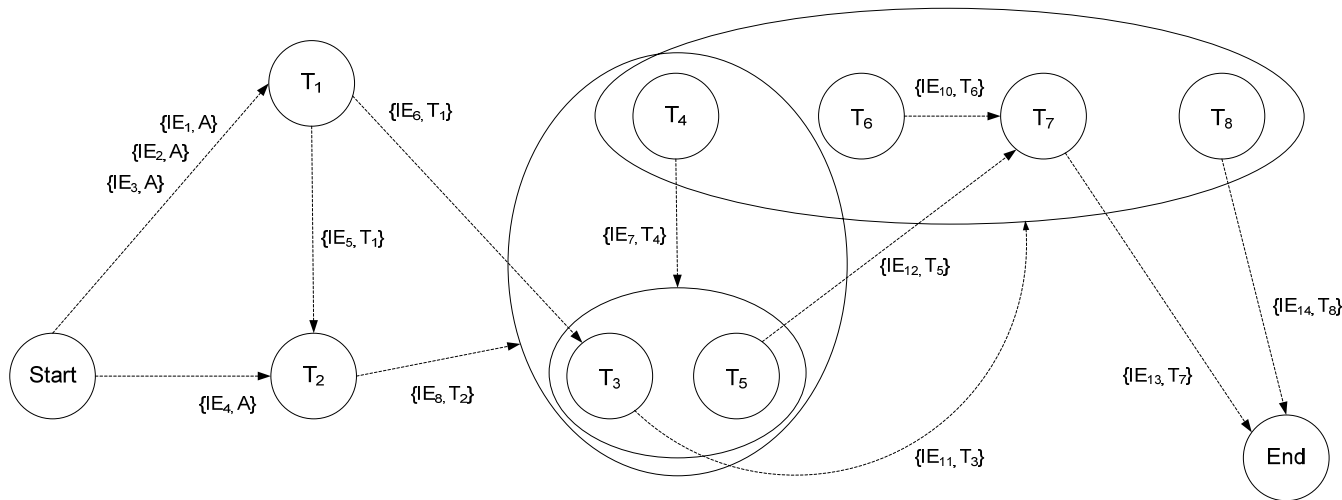 T₁
{IE₁, A}
{IE₂, A}
{IE₃, A}
{IE₆, T₁}
T₄
T₆
{IE₁₀, T₆}
T₇
T₈
{IE₅, T₁}
{IE₇, T₄}
{IE₁₂, T₅}
{IE₁₄, T₈}
Start
{IE₄, A}
T₂
{IE₈, T₂}
T₃
T₅
{IE₁₃, T₇}
{IE₁₁, T₃}
End